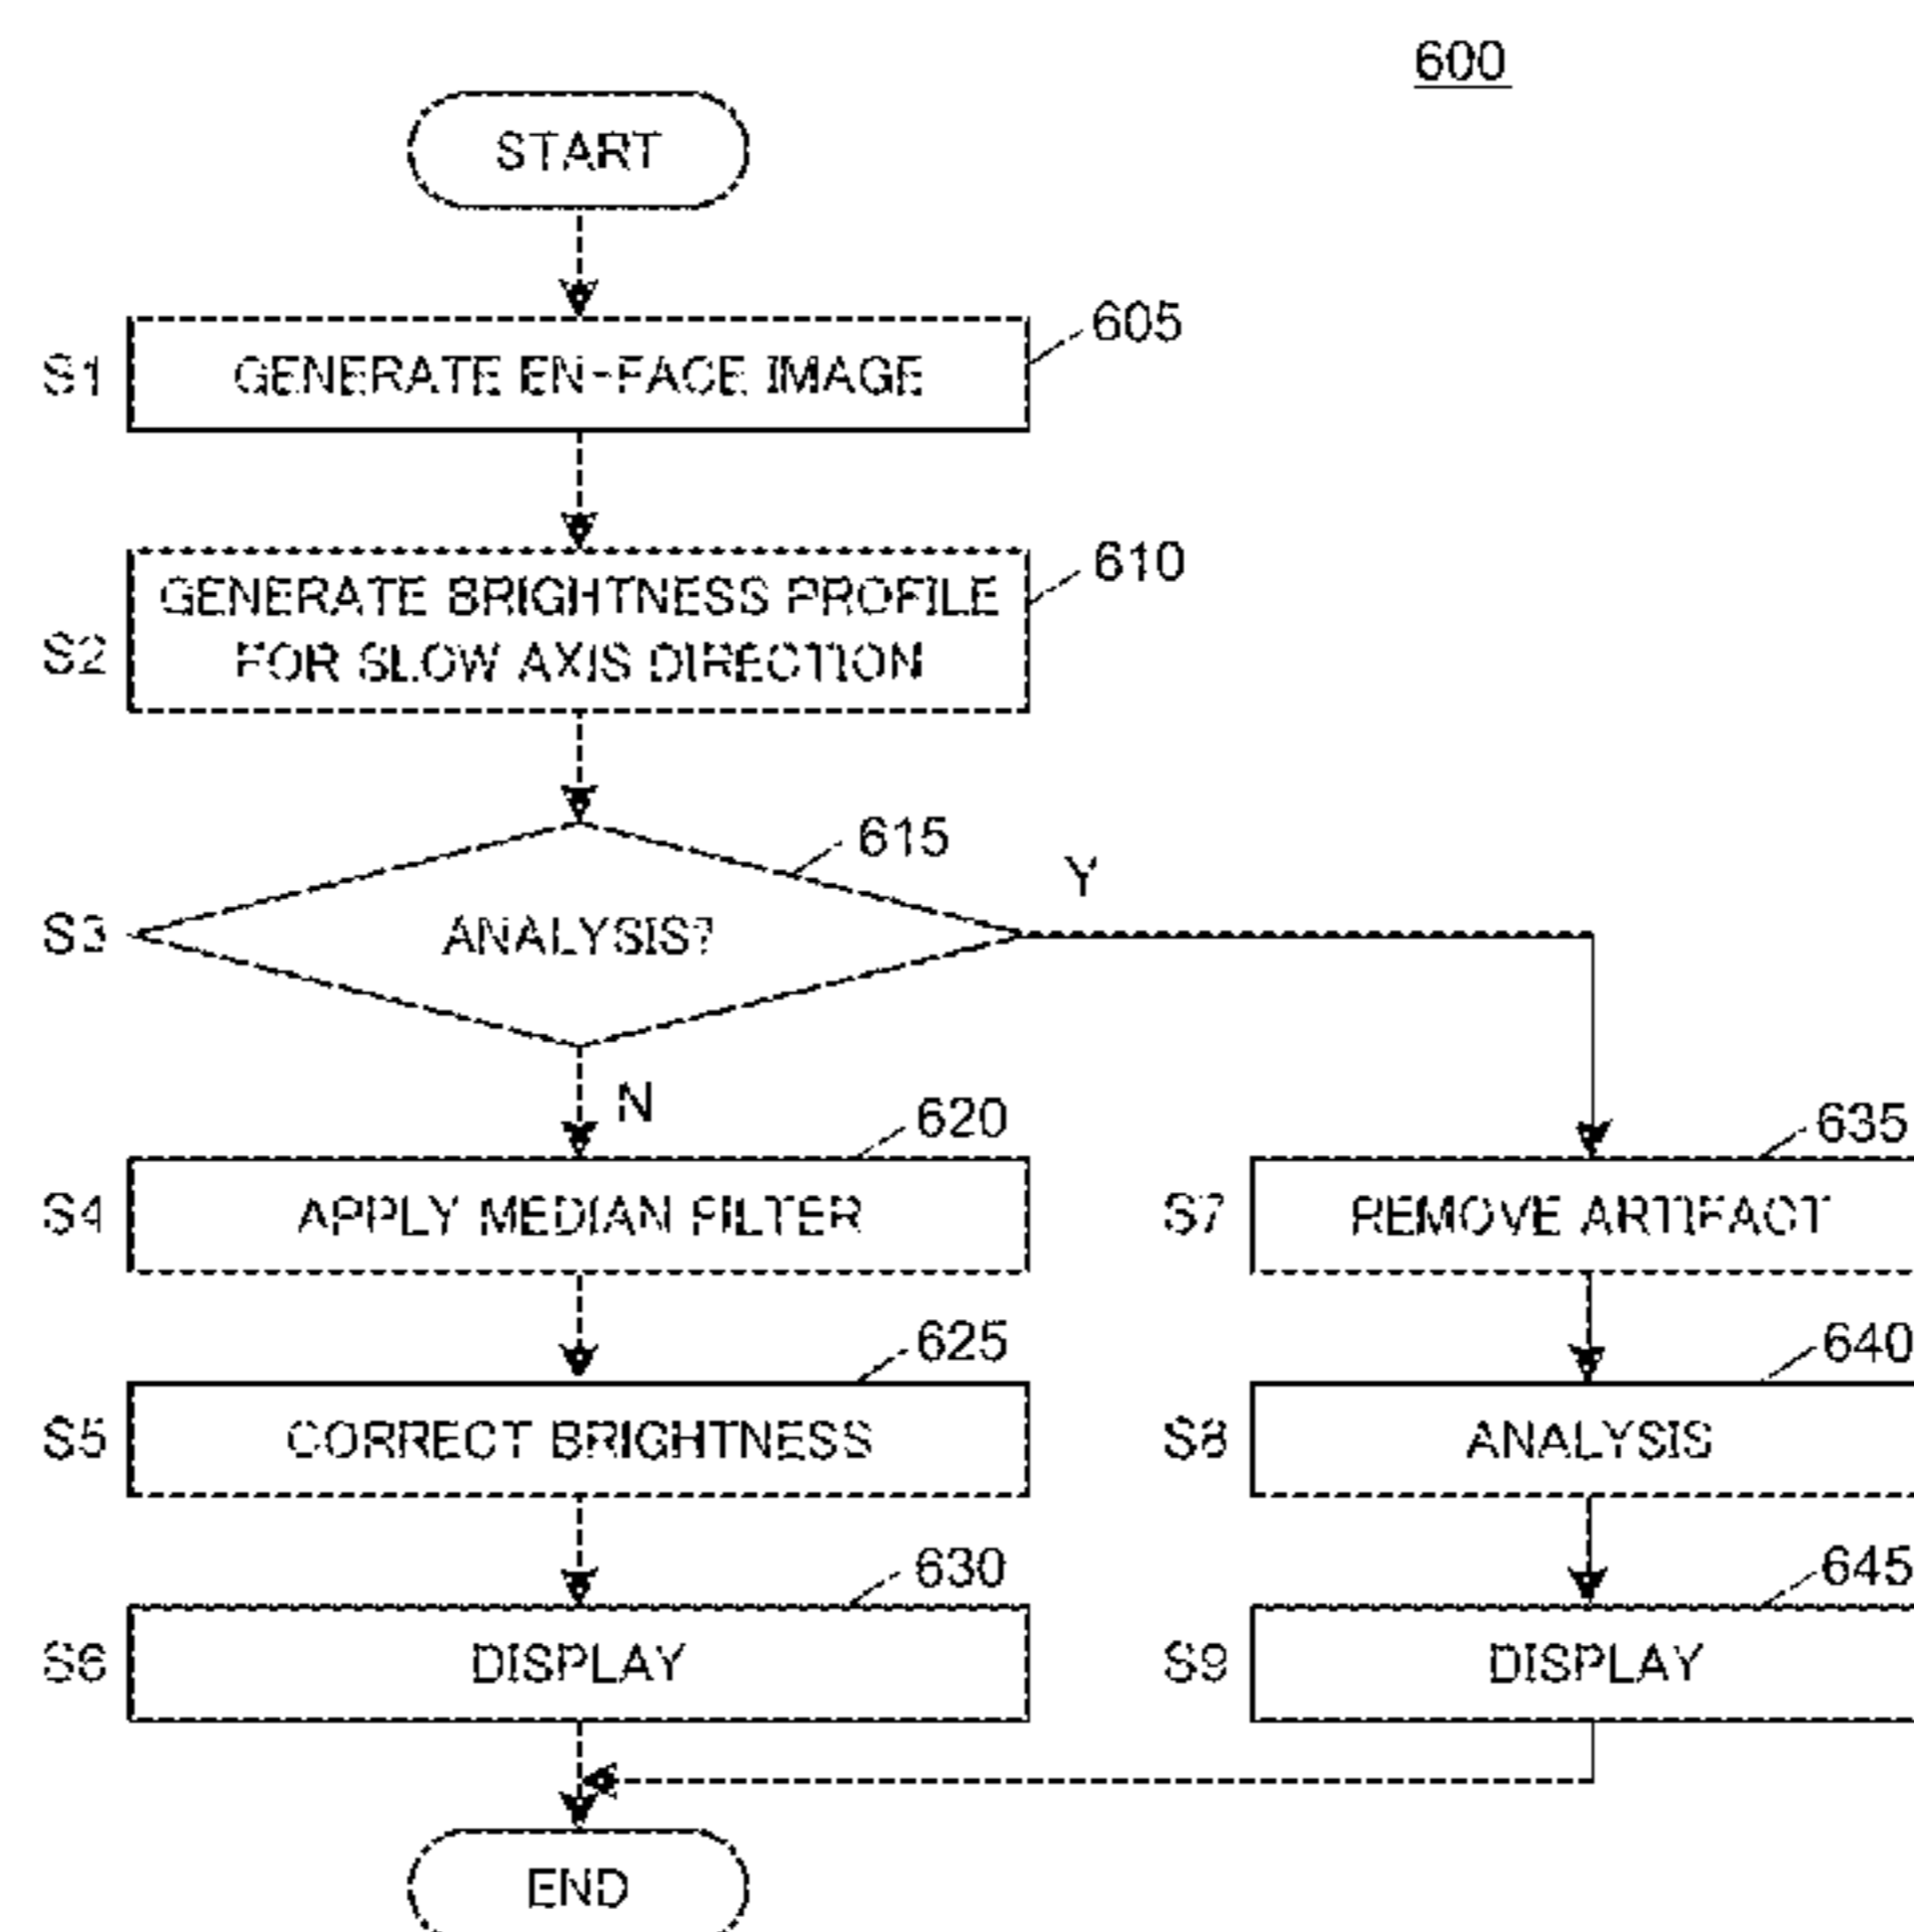 600
START
S1
GENERATE EN-FACE IMAGE
605
S2
GENERATE BRIGHTNESS PROFILE
FOR SLOW AXIS DIRECTION
610
S3
ANALYSIS?
615
Y
N
S4
APPLY MEDIAN FILTER
620
S5
CORRECT BRIGHTNESS
625
S6
DISPLAY
630
S7
REMOVE ARTIFACT
635
S8
ANALYSIS
640
S9
DISPLAY
645
END